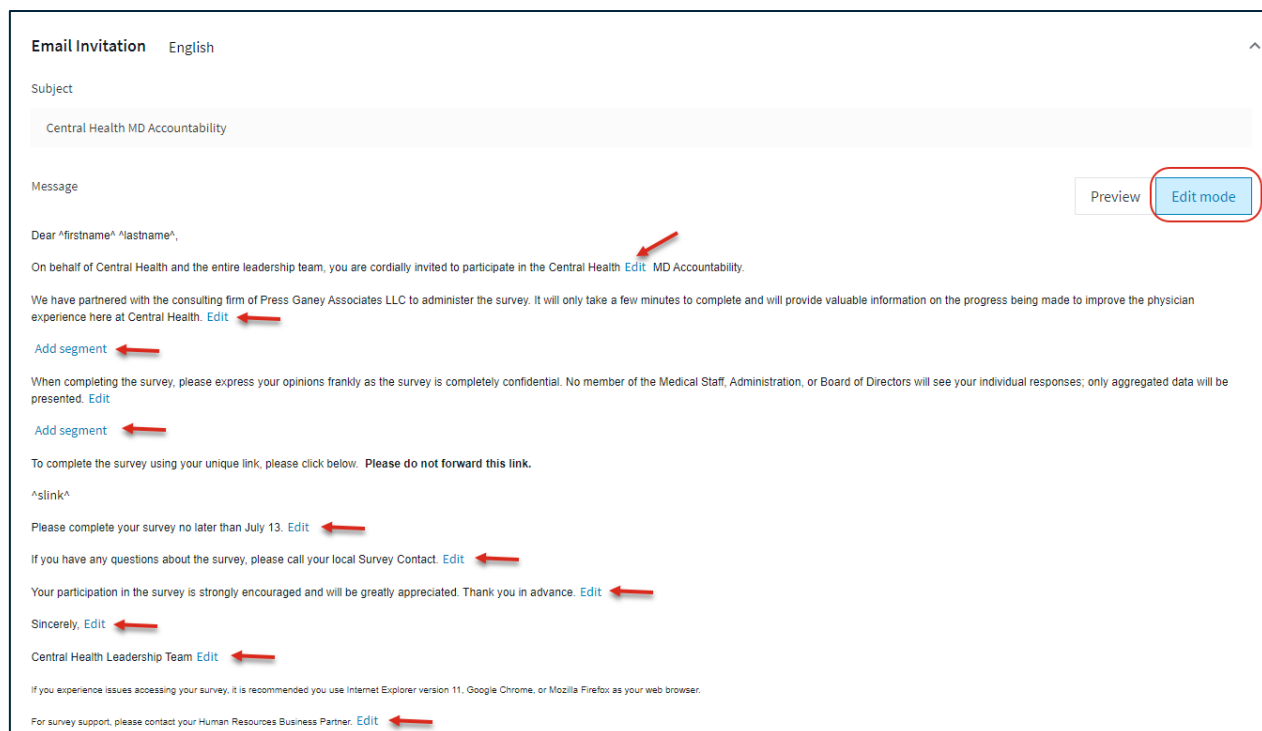 Email Invitation English
Subject
Central Health MD Accountability
Message
Preview Edit mode
Dear ^firstname^ ^lastname^,
On behalf of Central Health and the entire leadership team, you are cordially invited to participate in the Central Health Edit MD Accountability.
We have partnered with the consulting firm of Press Ganey Associates LLC to administer the survey. It will only take a few minutes to complete and will provide valuable information on the progress being made to improve the physician
experience here at Central Health. Edit
Add segment
When completing the survey, please express your opinions frankly as the survey is completely confidential. No member of the Medical Staff, Administration, or Board of Directors will see your individual responses; only aggregated data will be
presented. Edit
Add segment
To complete the survey using your unique link, please click below. Please do not forward this link.
^slink^
Please complete your survey no later than July 13. Edit
If you have any questions about the survey, please call your local Survey Contact. Edit
Your participation in the survey is strongly encouraged and will be greatly appreciated. Thank you in advance. Edit
Sincerely, Edit
Central Health Leadership Team Edit
If you experience issues accessing your survey, it is recommended you use Internet Explorer version 11, Google Chrome, or Mozilla Firefox as your web browser.
For survey support, please contact your Human Resources Business Partner. Edit